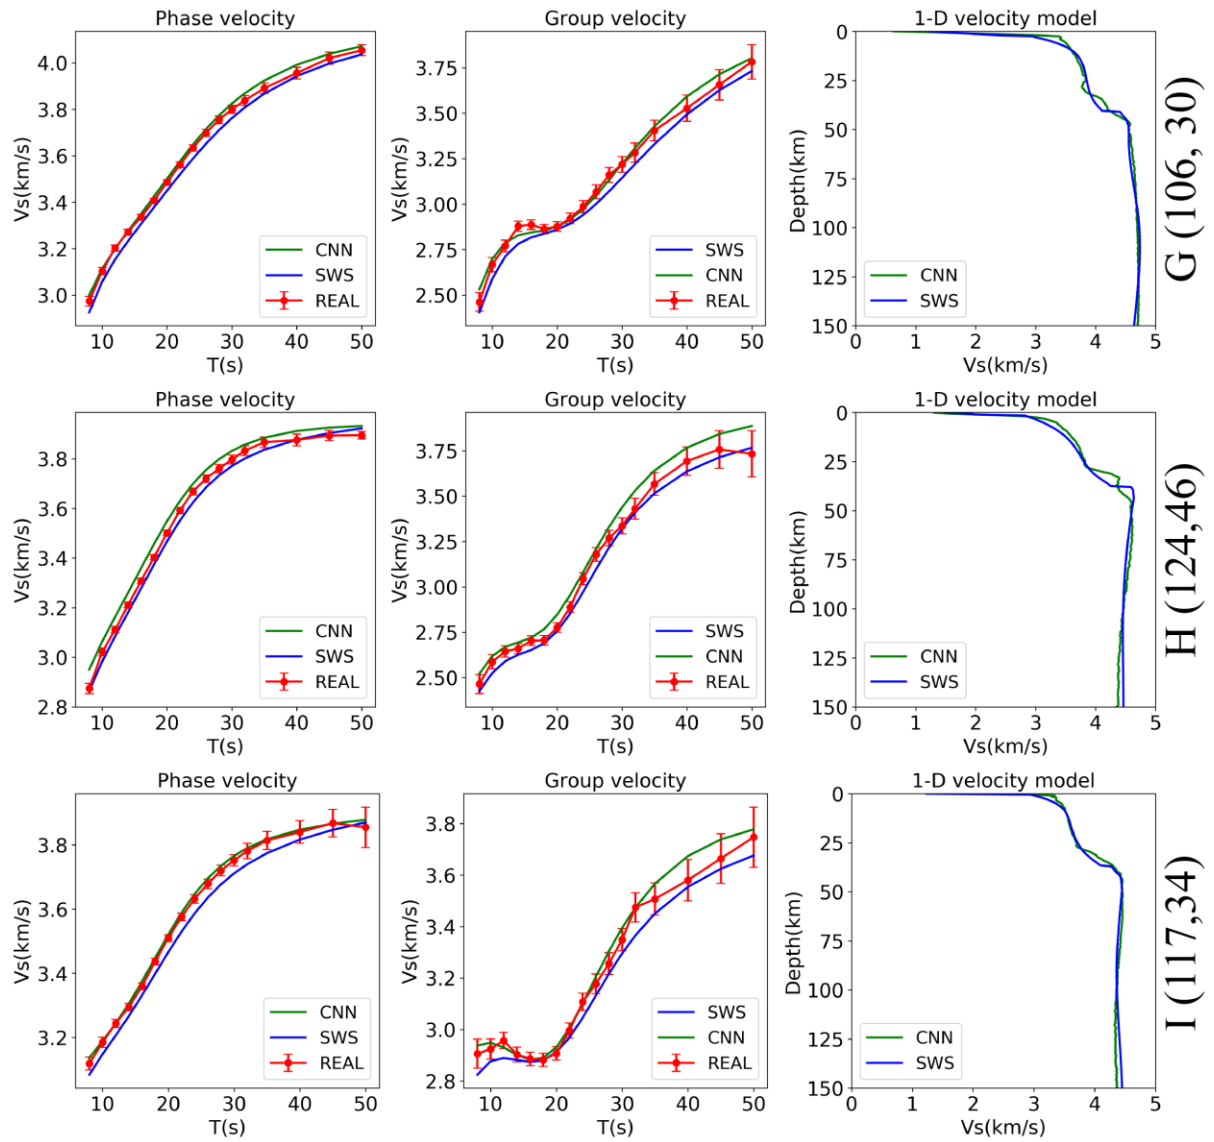 Phase velocity
Vs(km/s)
4.0
3.8
3.6
3.4
3.2
3.0
CNN
SWS
REAL
10 20 30 40 50
T(s)
Group velocity
Vs(km/s)
3.75
3.50
3.25
3.00
2.75
2.50
SWS
CNN
REAL
10 20 30 40 50
T(s)
1-D velocity model
Depth(km)
0
25
50
75
100
125
150
CNN
SWS
0 1 2 3 4 5
Vs(km/s)
G (106, 30)
Phase velocity
Vs(km/s)
3.8
3.6
3.4
3.2
3.0
2.8
CNN
SWS
REAL
10 20 30 40 50
T(s)
Group velocity
Vs(km/s)
3.75
3.50
3.25
3.00
2.75
2.50
SWS
CNN
REAL
10 20 30 40 50
T(s)
1-D velocity model
Depth(km)
0
25
50
75
100
125
150
CNN
SWS
0 1 2 3 4 5
Vs(km/s)
H (124,46)
Phase velocity
Vs(km/s)
3.8
3.6
3.4
3.2
CNN
SWS
REAL
10 20 30 40 50
T(s)
Group velocity
Vs(km/s)
3.8
3.6
3.4
3.2
3.0
2.8
SWS
CNN
REAL
10 20 30 40 50
T(s)
1-D velocity model
Depth(km)
0
25
50
75
100
125
150
CNN
SWS
0 1 2 3 4 5
Vs(km/s)
I (117,34)